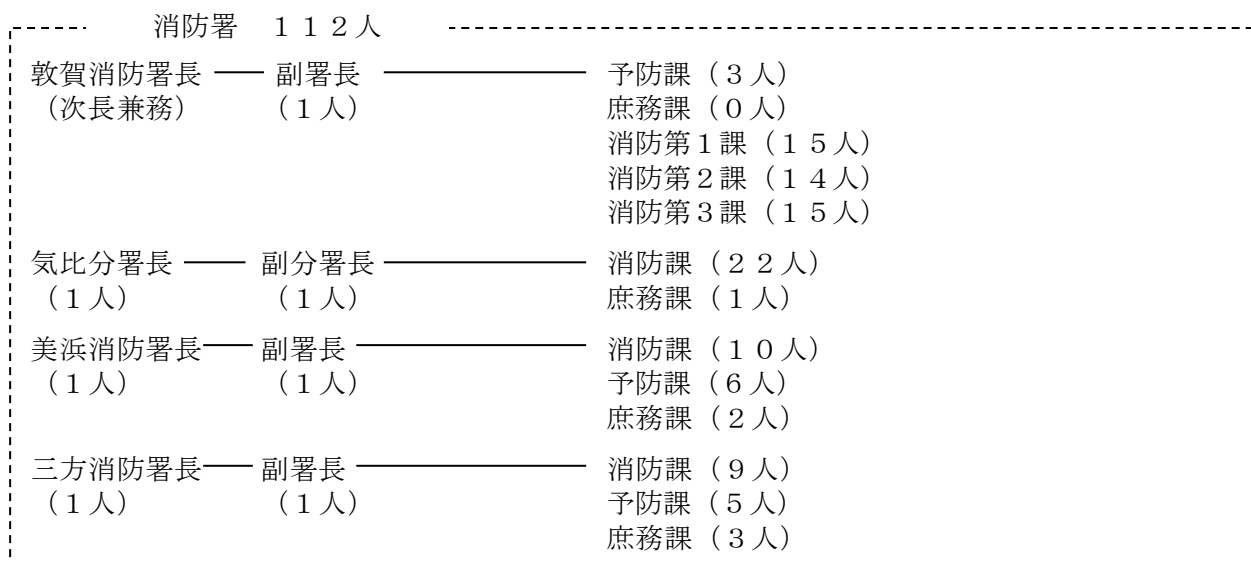 消防署　１１２人
敦賀消防署長　副署長　予防課（３人）
（次長兼務）　（１人）　庶務課（０人）
消防第１課（１５人）
消防第２課（１４人）
消防第３課（１５人）
気比分署長　副分署長　消防課（２２人）
（１人）　（１人）　庶務課（１人）
美浜消防署長　副署長　消防課（１０人）
（１人）　（１人）　予防課（６人）
庶務課（２人）
三方消防署長　副署長　消防課（９人）
（１人）　（１人）　予防課（５人）
庶務課（３人）